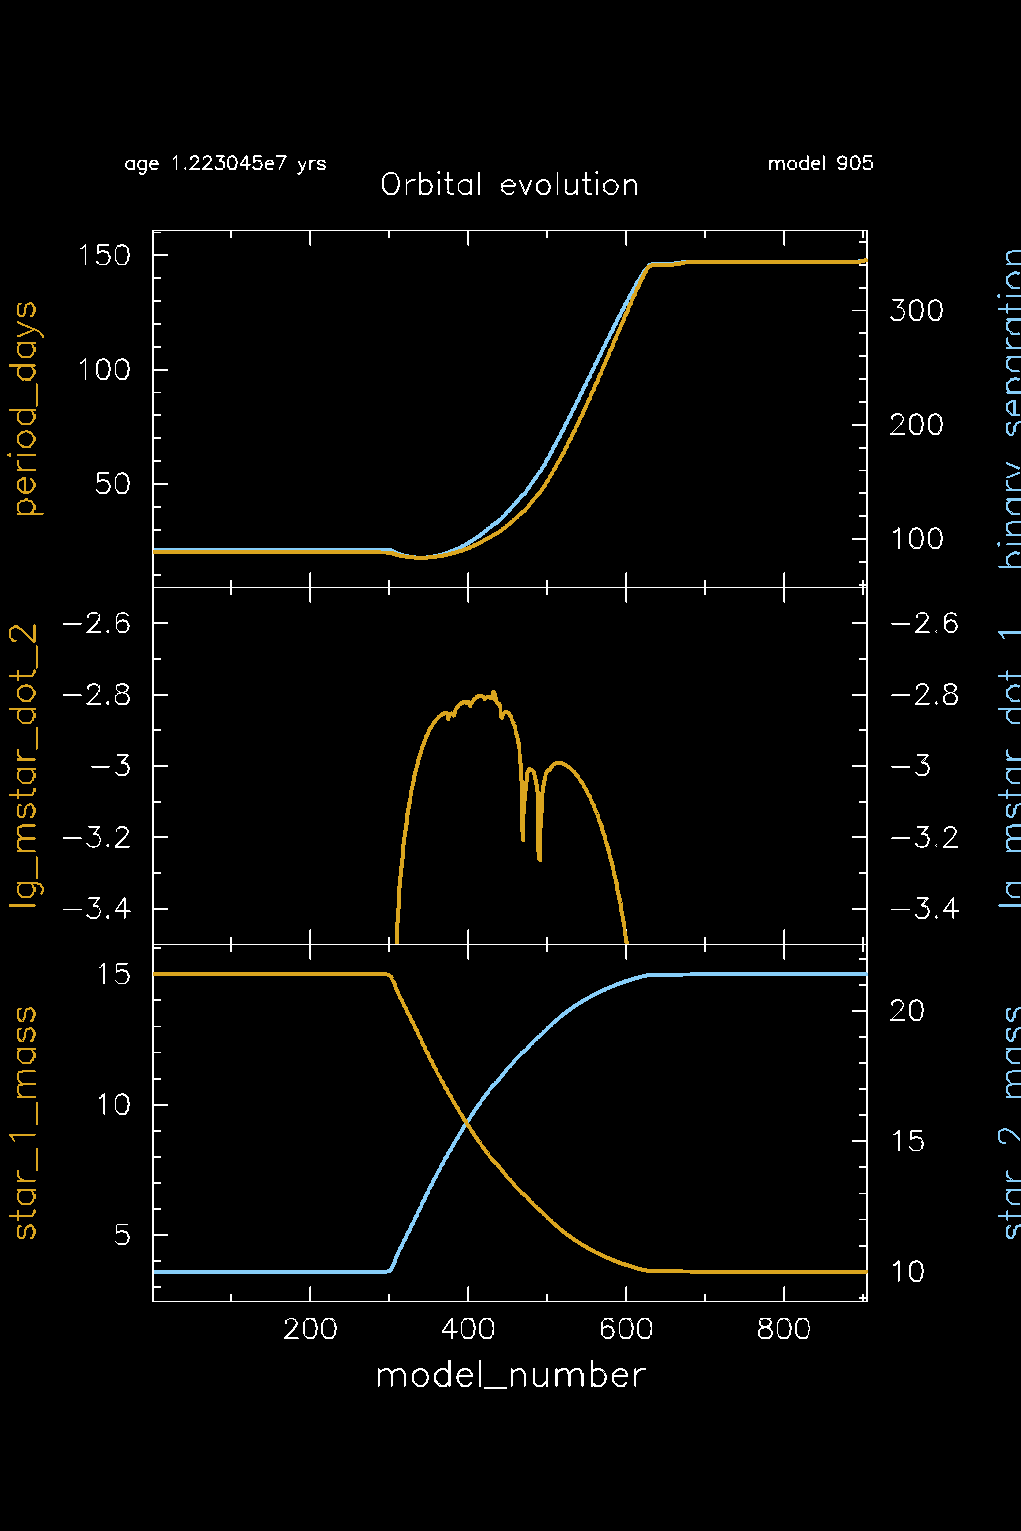 age 1.223045e7 yrs
model 905
Orbital evolution
period_days
150
100
50
300
200
100
binary separation
lg_mstar_dot_2
−2.6
−2.8
−3
−3.2
−3.4
−2.6
−2.8
−3
−3.2
−3.4
lg_mstar_dot_1
star_1_mass
15
10
5
20
15
10
star_2_mass
200 400 600 800
model_number